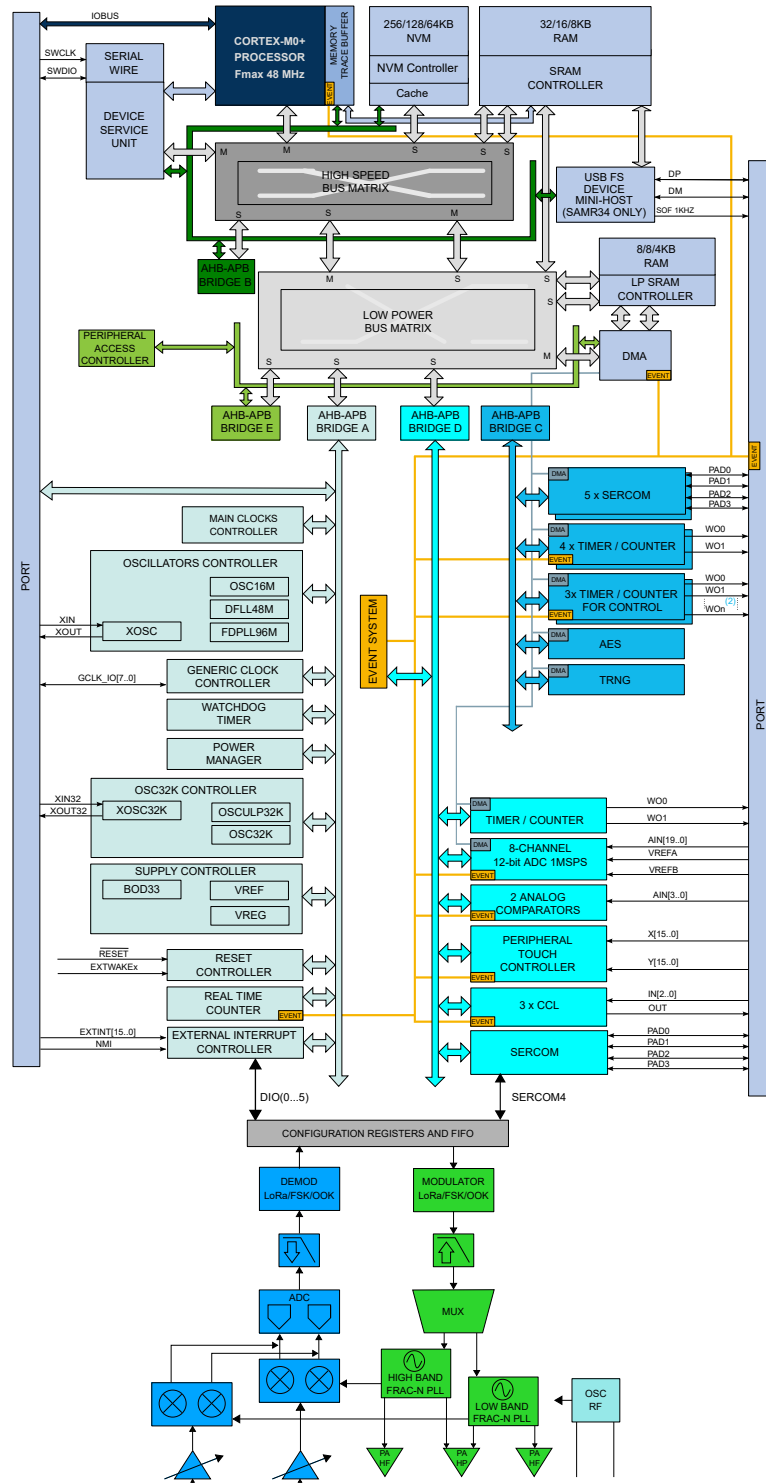 IOBUS
SWCLK
SWDIO
SERIAL
WIRE
DEVICE
SERVICE
UNIT
CORTEX-M0+
PROCESSOR
Fmax 48 MHz
MEMORY
TRACE BUFFER
EVENT
256/128/64KB
NVM
NVM Controller
Cache
32/16/8KB
RAM
SRAM
CONTROLLER
M
M
S
S
S
HIGH SPEED
BUS MATRIX
S
S
M
USB FS
DEVICE
MINI-HOST
(SAMR34 ONLY)
DP
DM
SOF 1KHZ
AHB-APB
BRIDGE B
M
S
S
8/8/4KB
RAM
LP SRAM
CONTROLLER
S
S
LOW POWER
BUS MATRIX
M
S
S
S
PERIPHERAL
ACCESS
CONTROLLER
DMA
EVENT
AHB-APB
BRIDGE E
AHB-APB
BRIDGE A
AHB-APB
BRIDGE D
AHB-APB
BRIDGE C
EVENT
PORT
PORT
MAIN CLOCKS
CONTROLLER
OSCILLATORS CONTROLLER
OSC16M
DFLL48M
FDPLL96M
XOSC
XIN
XOUT
GCLK_IO[7..0]
GENERIC CLOCK
CONTROLLER
WATCHDOG
TIMER
POWER
MANAGER
OSC32K CONTROLLER
XOSC32K
OSCULP32K
OSC32K
XIN32
XOUT32
SUPPLY CONTROLLER
BOD33
VREF
VREG
RESET
EXTWAKEx
RESET
CONTROLLER
REAL TIME
COUNTER
EVENT
EXTINT[15..0]
NMI
EXTERNAL INTERRUPT
CONTROLLER
EVENT SYSTEM
DMA
5 x SERCOM
PAD0
PAD1
PAD2
PAD3
DMA
4 x TIMER / COUNTER
EVENT
WO0
WO1
DMA
3x TIMER / COUNTER
FOR CONTROL
EVENT
WO0
WO1
(2)
WOn
DMA
AES
DMA
TRNG
DMA
TIMER / COUNTER
WO0
WO1
DMA
8-CHANNEL
12-bit ADC 1MSPS
EVENT
AIN[19..0]
VREFA
VREFB
2 ANALOG
COMPARATORS
EVENT
AIN[3..0]
PERIPHERAL
TOUCH
CONTROLLER
EVENT
X[15..0]
Y[15..0]
3 x CCL
EVENT
IN[2..0]
OUT
SERCOM
PAD0
PAD1
PAD2
PAD3
DIO(0...5)
SERCOM4
CONFIGURATION REGISTERS AND FIFO
DEMOD
LoRa/FSK/OOK
MODULATOR
LoRa/FSK/OOK
ADC
MUX
HIGH BAND
FRAC-N PLL
LOW BAND
FRAC-N PLL
OSC
RF
PA
HF
PA
HP
PA
HF